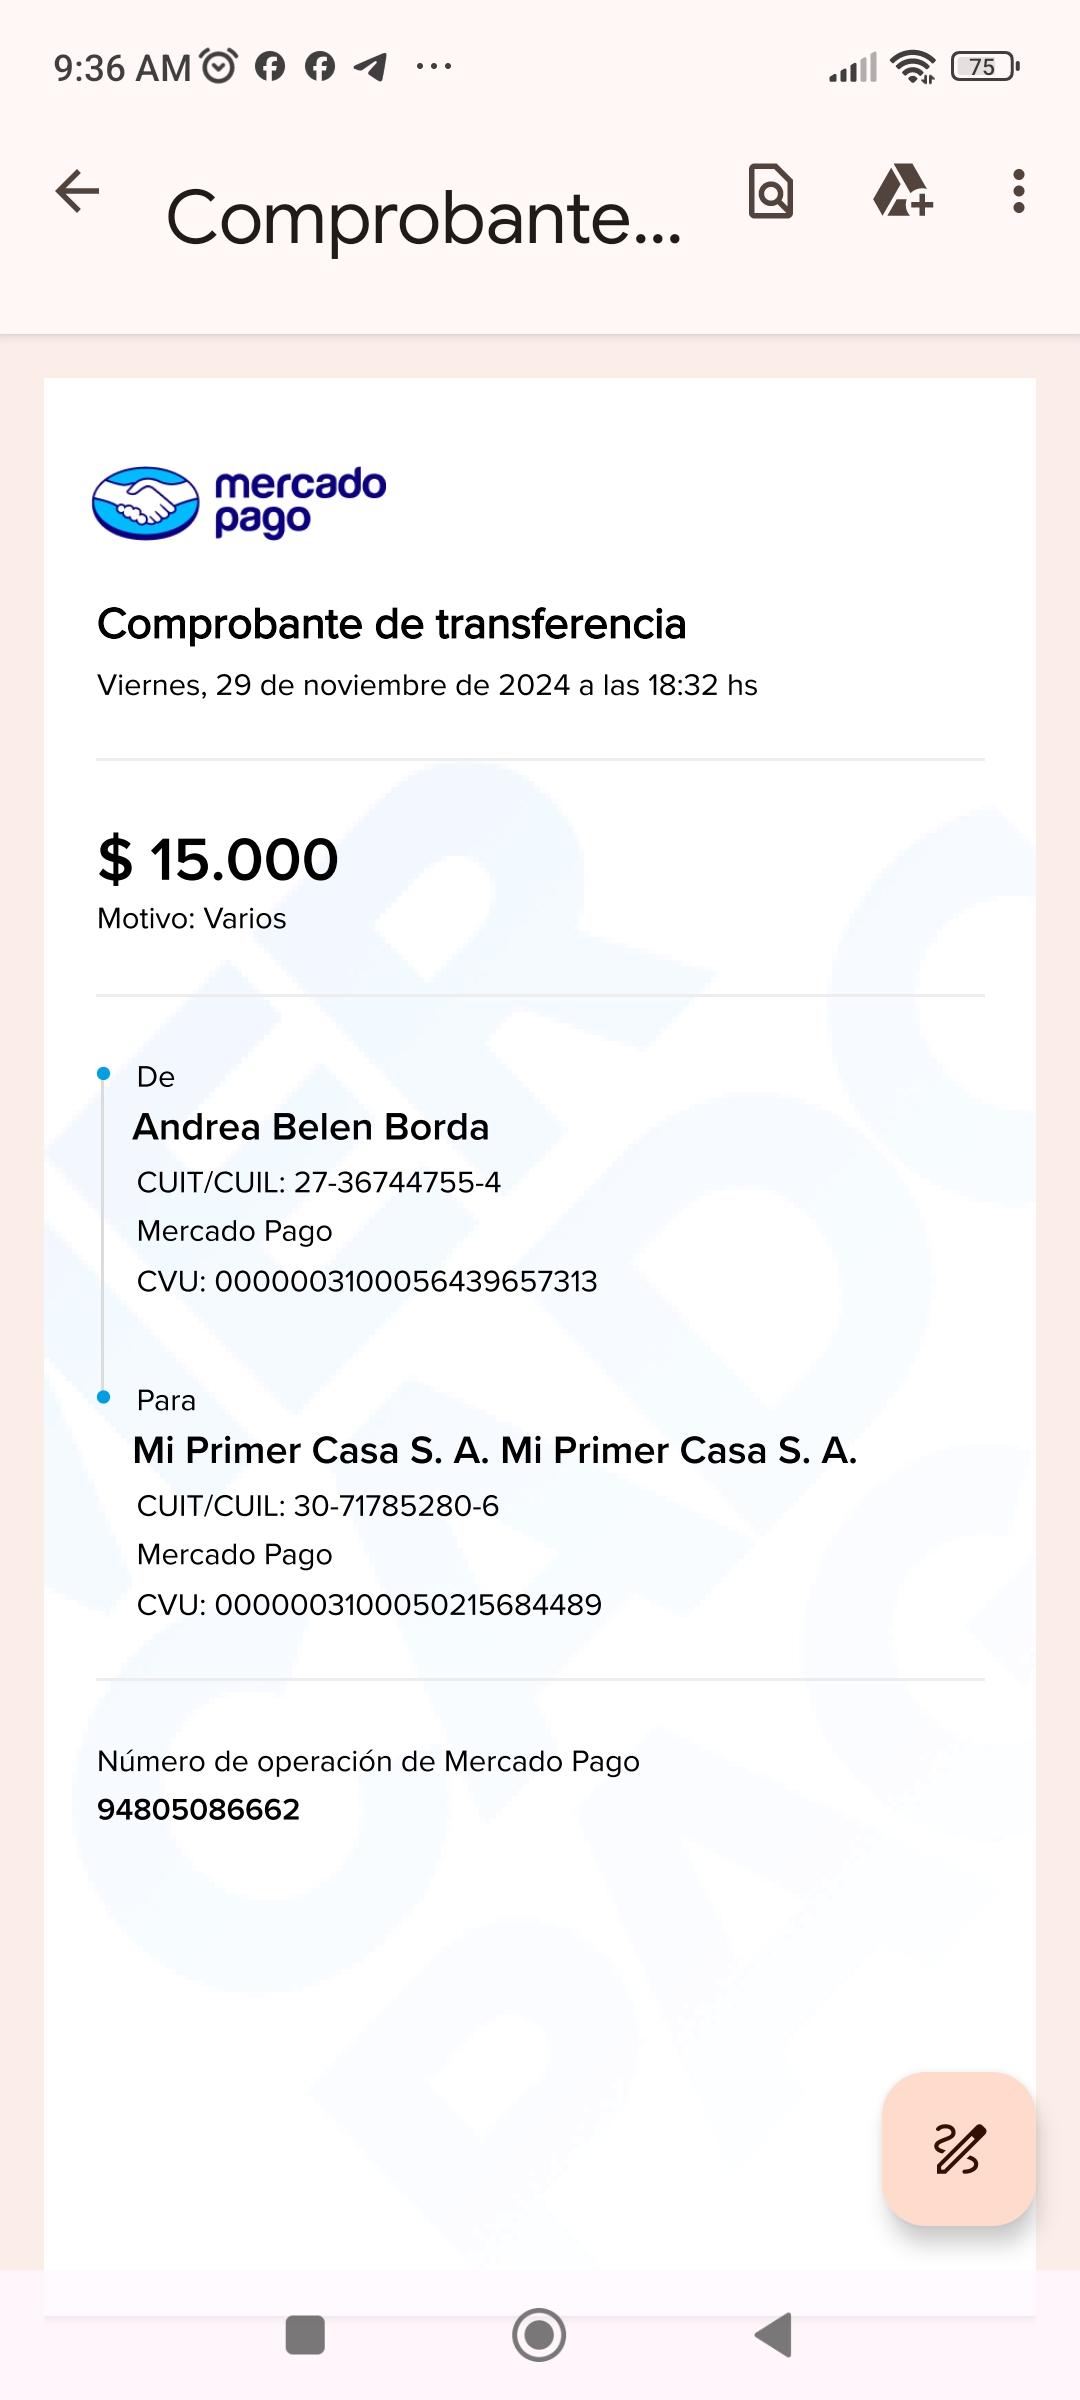 9:36 AM
75
Comprobante...
mercado
pago
Comprobante de transferencia
Viernes, 29 de noviembre de 2024 a las 18:32 hs
$ 15.000
Motivo: Varios
De
Andrea Belen Borda
CUIT/CUIL: 27-36744755-4
Mercado Pago
CVU: 0000003100056439657313
Para
Mi Primer Casa S. A. Mi Primer Casa S. A.
CUIT/CUIL: 30-71785280-6
Mercado Pago
CVU: 0000003100050215684489
Número de operación de Mercado Pago
94805086662